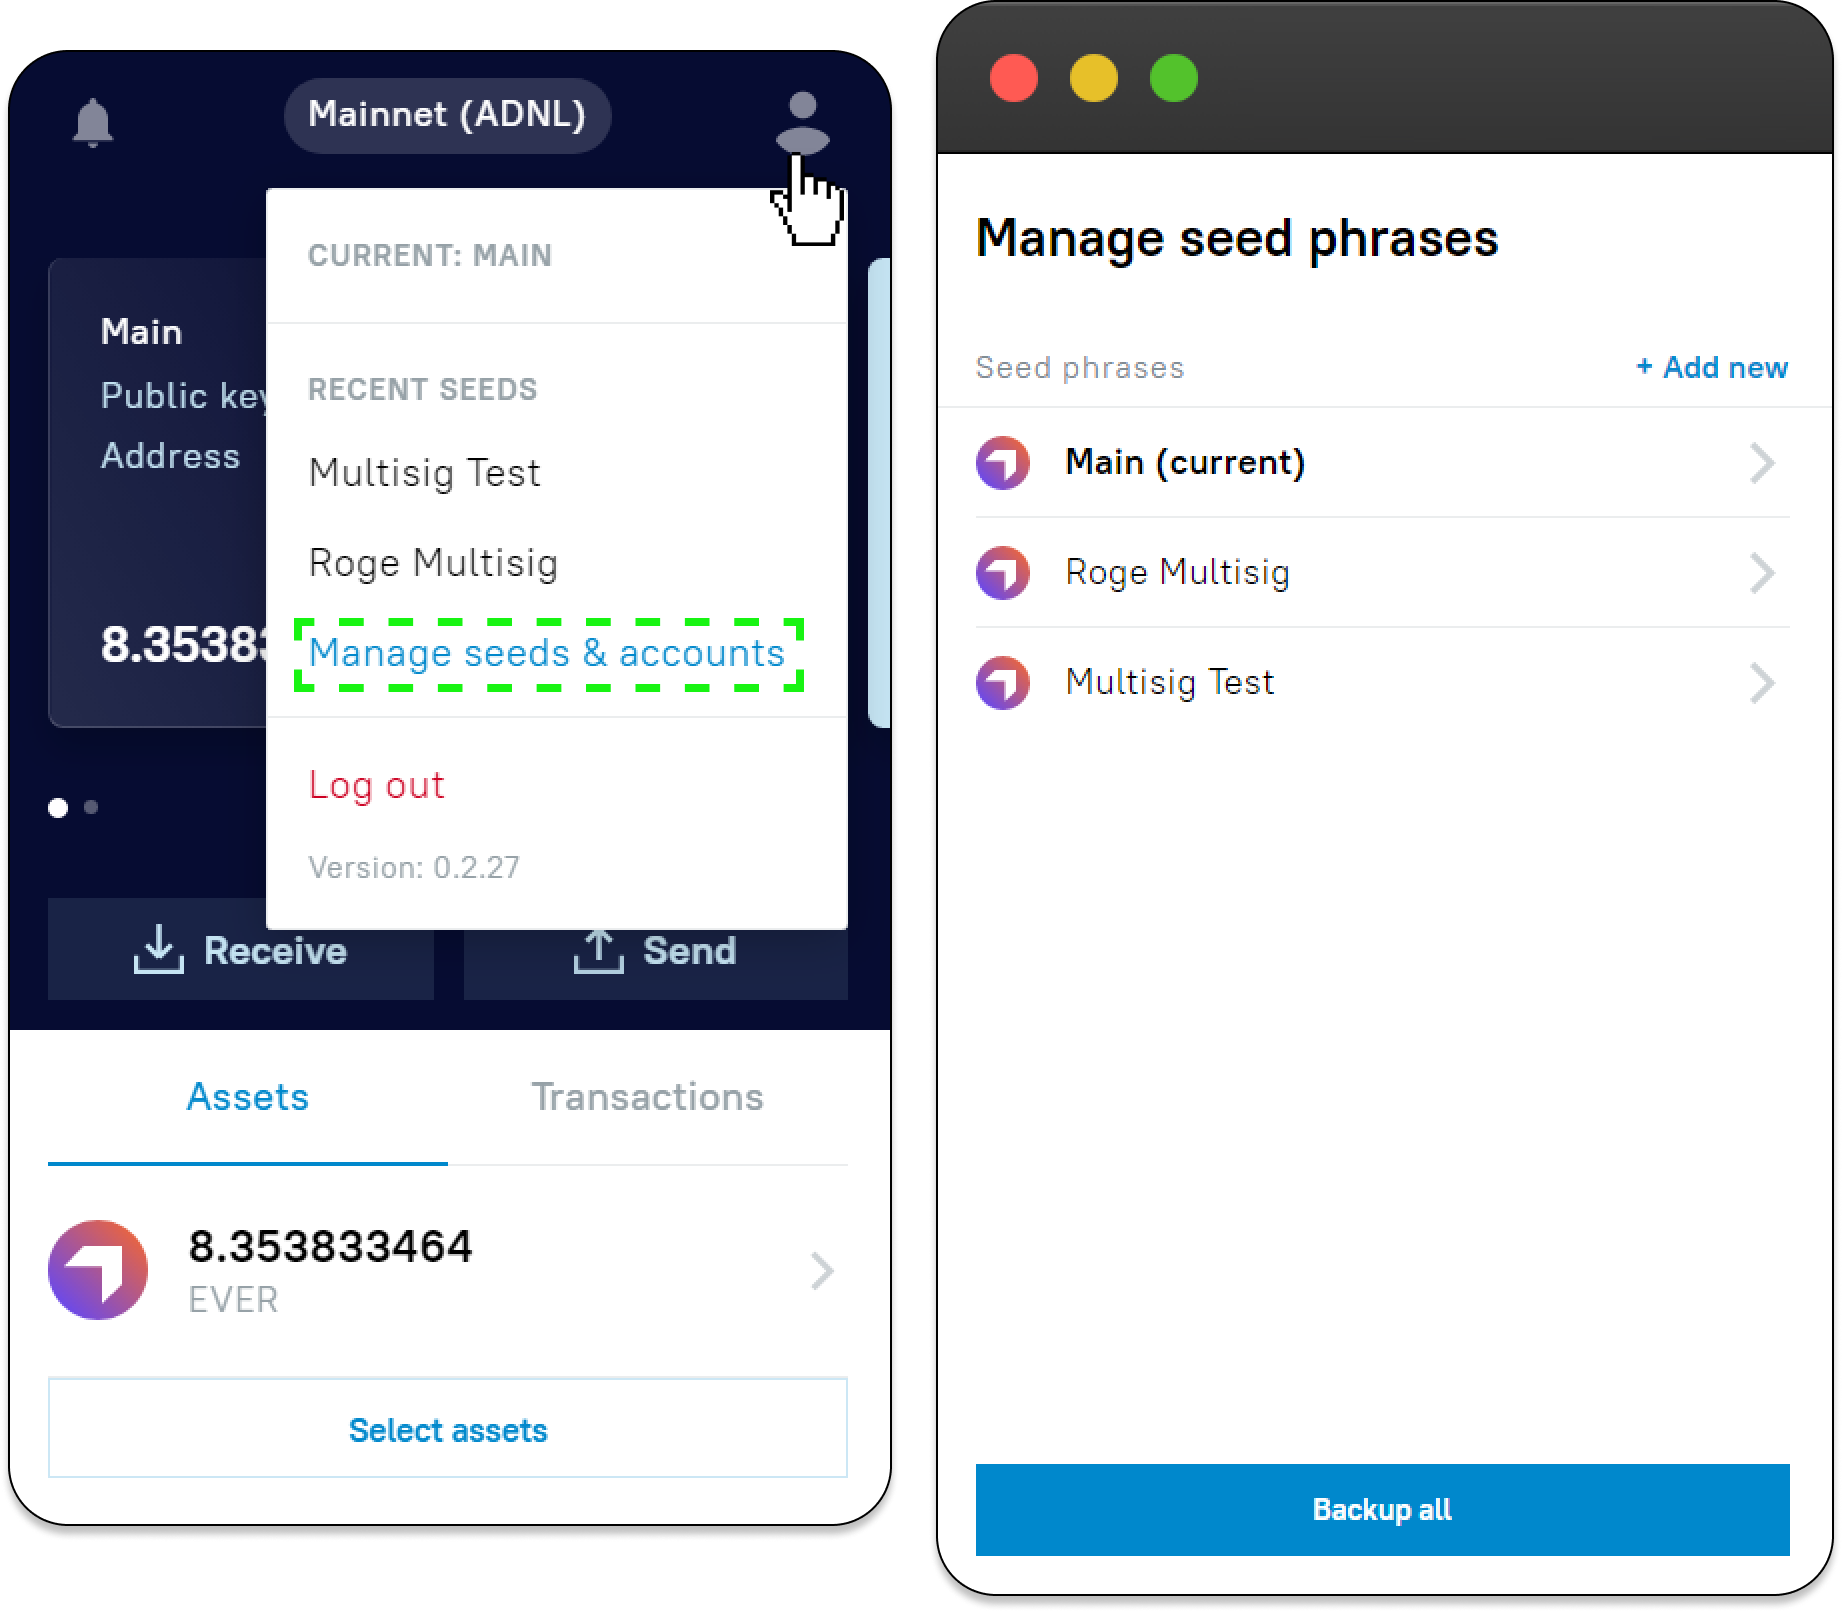 Mainnet (ADNL)
CURRENT: MAIN
Main
Public key
Address
RECENT SEEDS
Multisig Test
Roge Multisig
8.35383
Manage seeds & accounts
Log out
Version: 0.2.27
Receive
Send
Assets
Transactions
8.353833464
EVER
Select assets
Manage seed phrases
Seed phrases
+ Add new
Main (current)
Roge Multisig
Multisig Test
Backup all